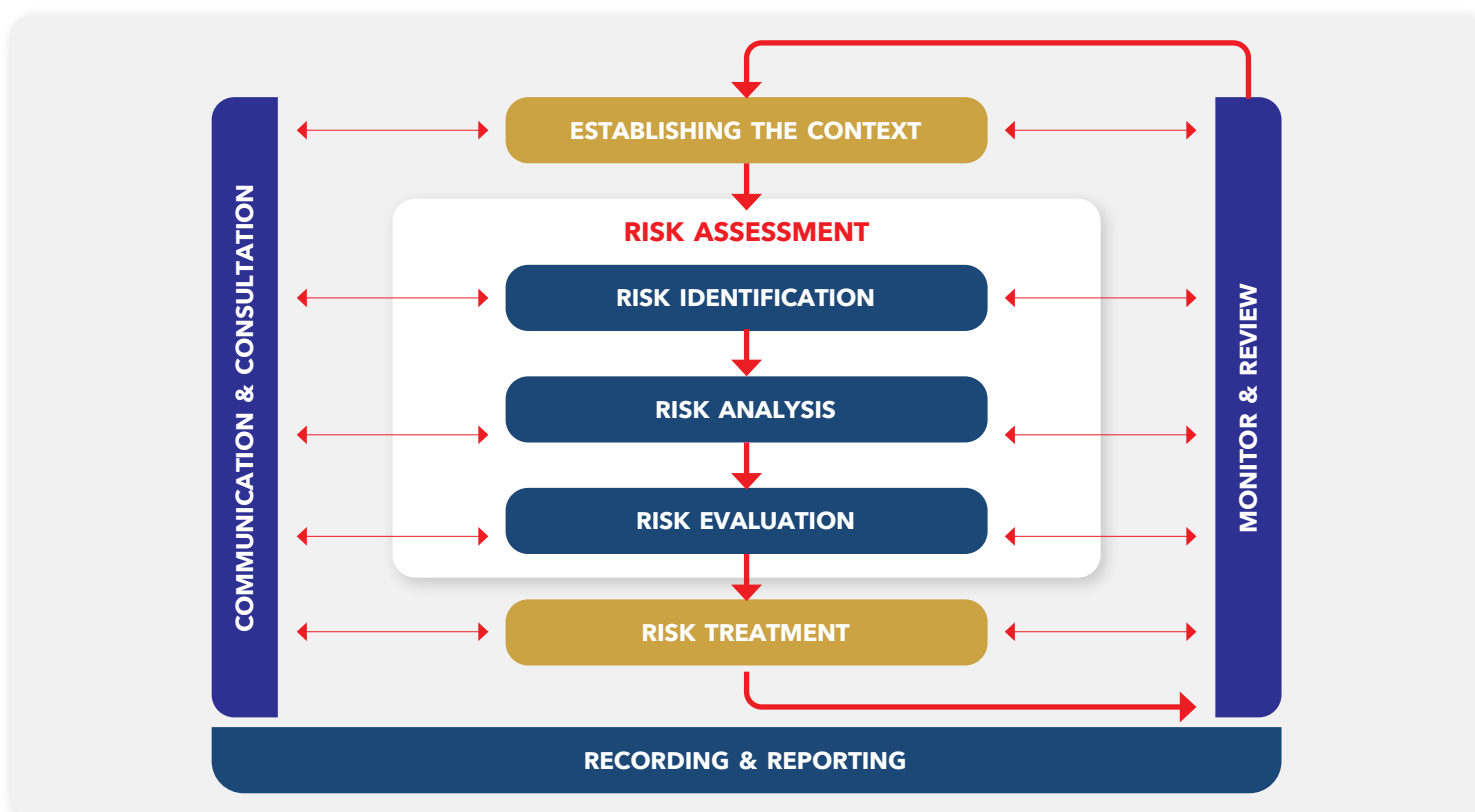 ESTABLISHING THE CONTEXT
COMMUNICATION & CONSULTATION
RISK ASSESSMENT
RISK IDENTIFICATION
RISK ANALYSIS
RISK EVALUATION
RISK TREATMENT
MONITOR & REVIEW
RECORDING & REPORTING